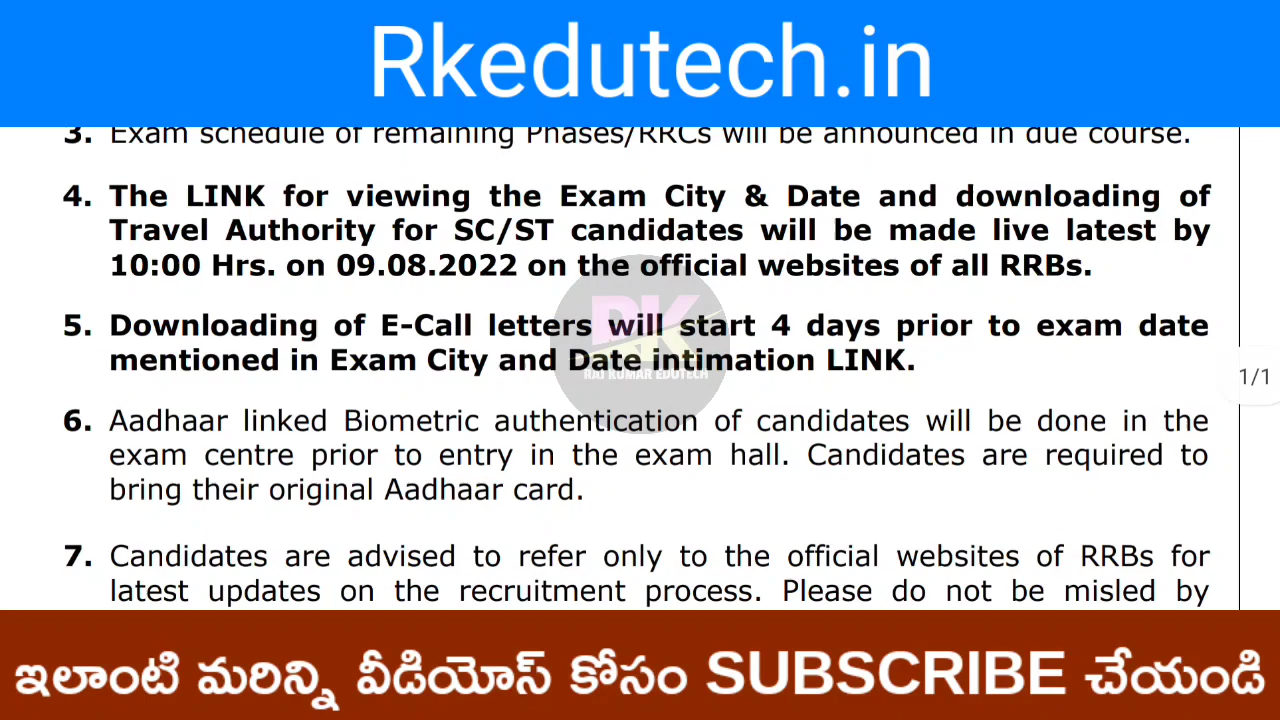 Rkedutech.in
3. Exam schedule of remaining Phases/RRCs will be announced in due course.
4. The LINK for viewing the Exam City & Date and downloading of
Travel Authority for SC/ST candidates will be made live latest by
10:00 Hrs. on 09.08.2022 on the official websites of all RRBs.
5. Downloading of E-Call letters will start 4 days prior to exam date
mentioned in Exam City and Date intimation LINK.
RK
RAJ KUMAR EDUTECH
1/1
6. Aadhaar linked Biometric authentication of candidates will be done in the
exam centre prior to entry in the exam hall. Candidates are required to
bring their original Aadhaar card.
7. Candidates are advised to refer only to the official websites of RRBs for
latest updates on the recruitment process. Please do not be misled by
ఇలాంటి మరిన్ని వీడియోస్ కోసం SUBSCRIBE చేయండి